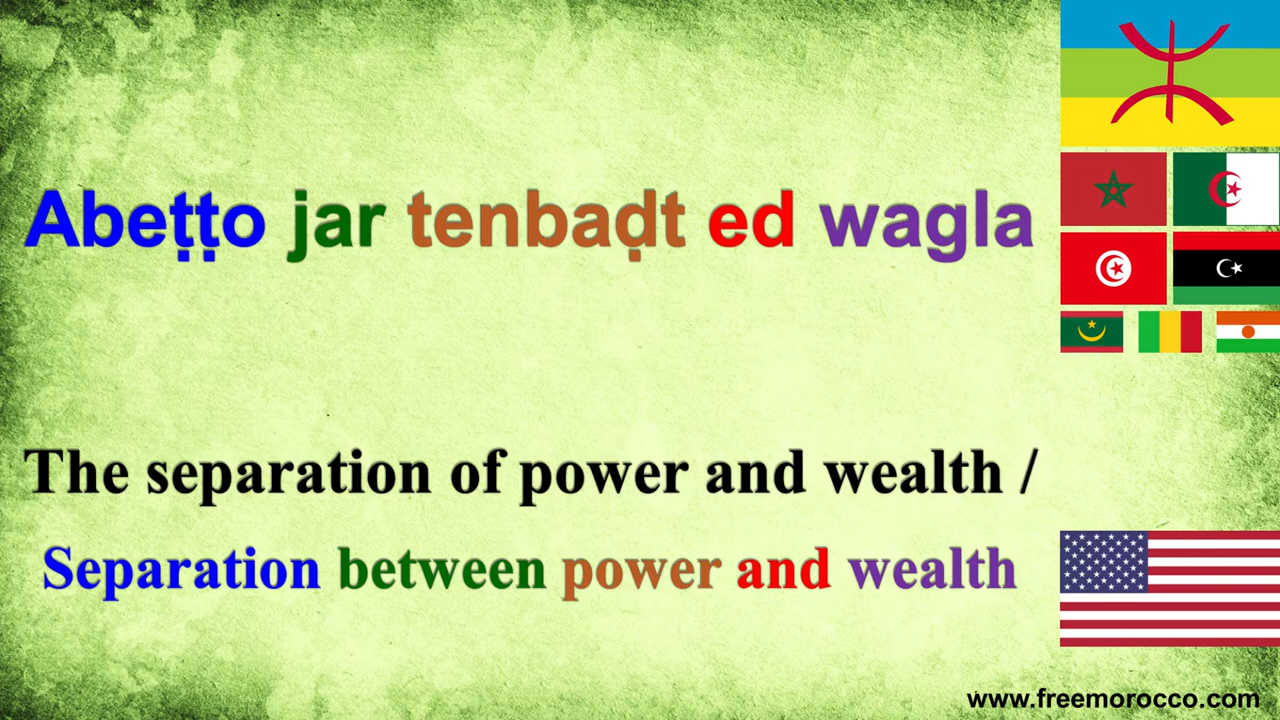 Abeṭṭo jar tenbaḍt ed wagla
The separation of power and wealth /
Separation between power and wealth
www.freemorocco.com